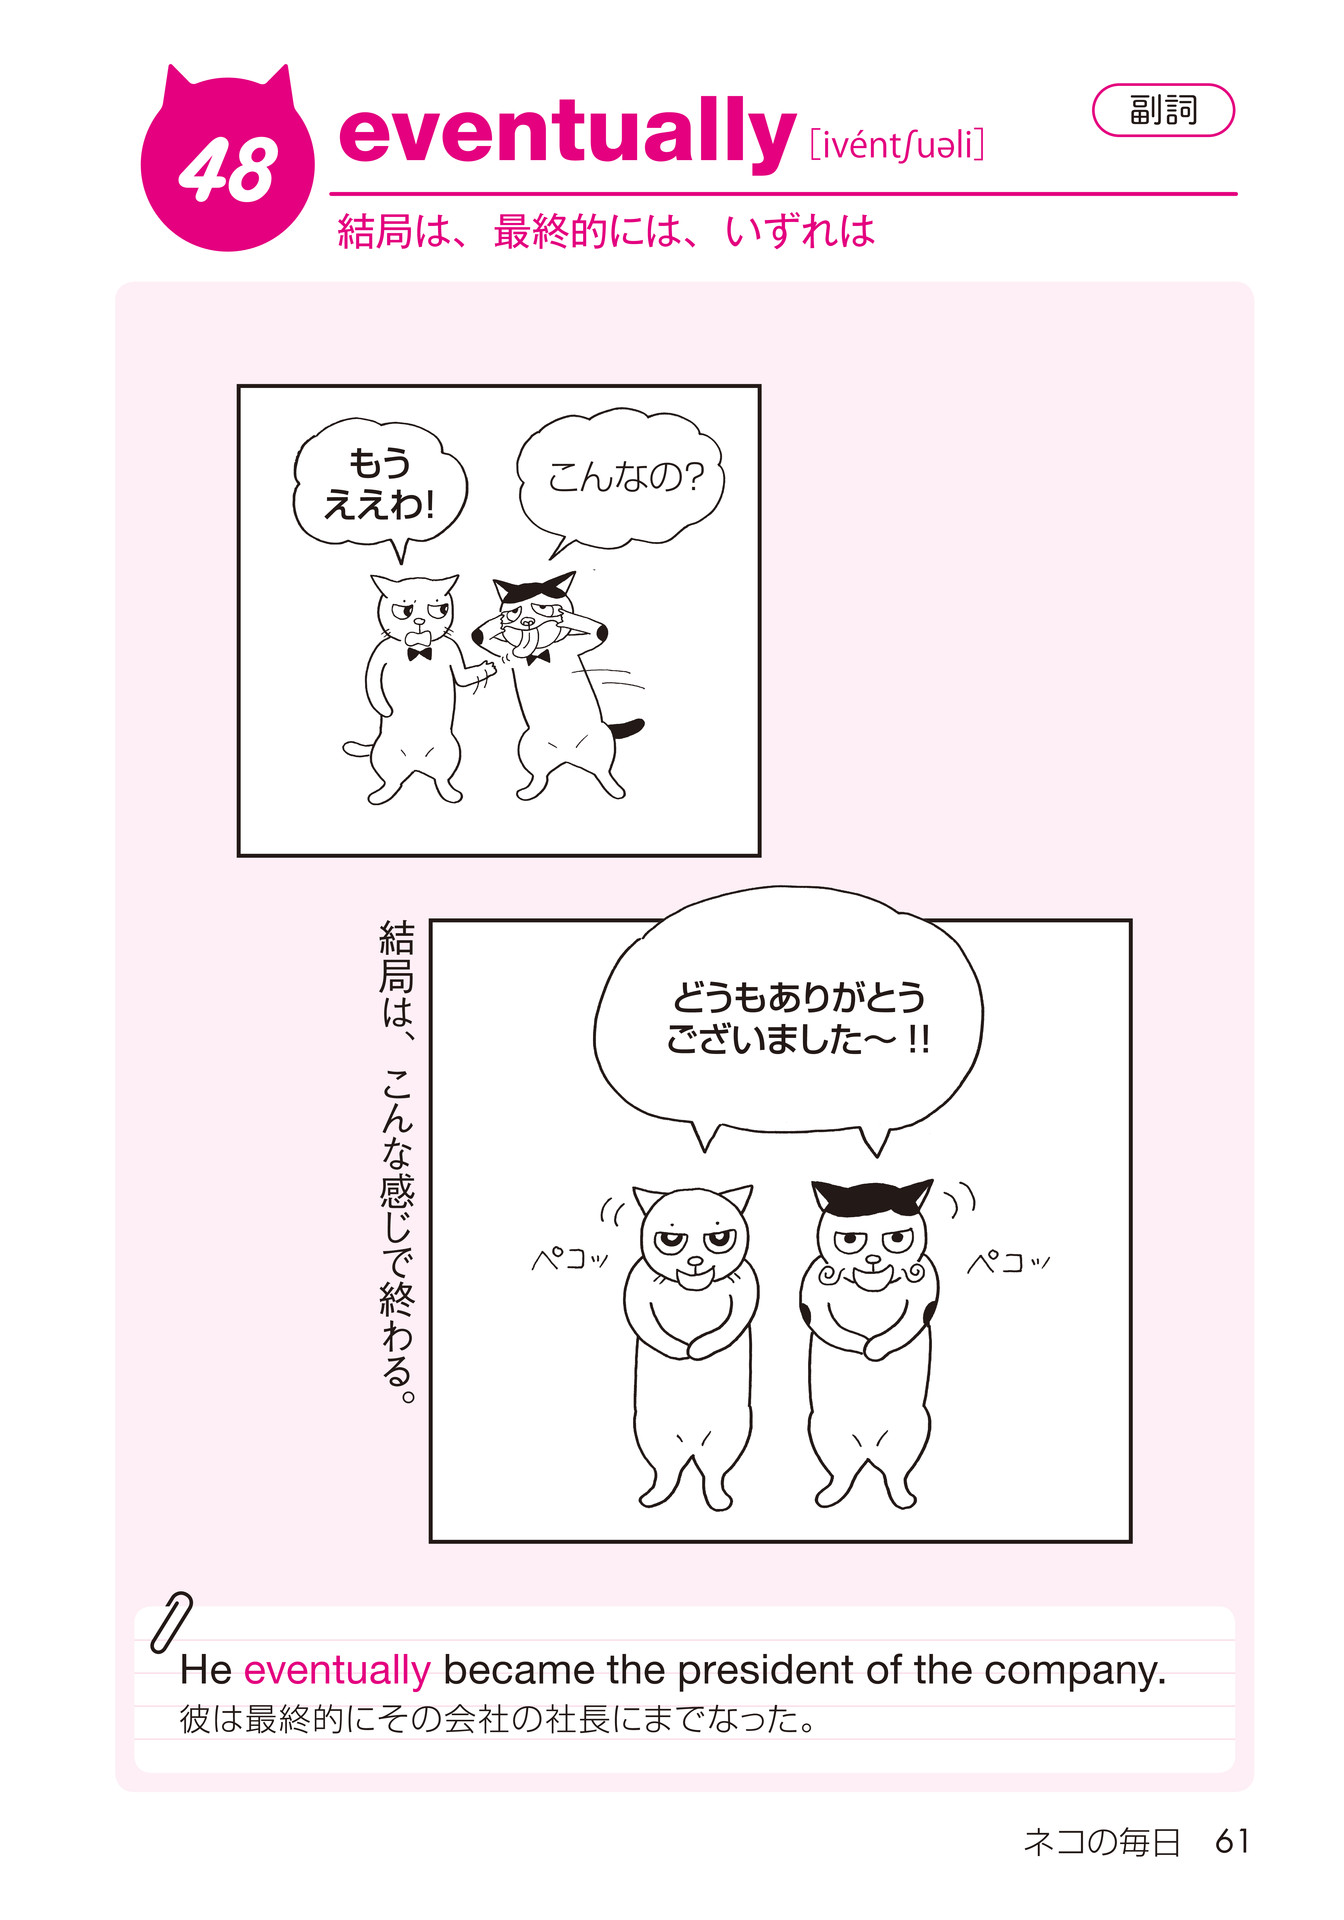 48
eventually [ivéntʃuəli]
副詞
結局は、最終的には、いずれは
もう
ええわ!
こんなの?
結局は、こんな感じで終わる。
どうもありがとう
ございました〜!!
ペコッ
ペコッ
He eventually became the president of the company.
彼は最終的にその会社の社長にまでなった。
ネコの毎日 61